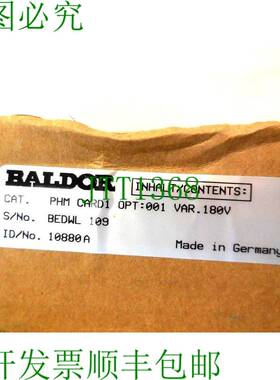 图必究
BALDOR INHALT/CONTENTS:
CAT. PHM CARD1 OPT:001 VAR.180V
S/No. BEDWL 109
ID/No. 10880A
Made in Germany
开发票顺丰包邮